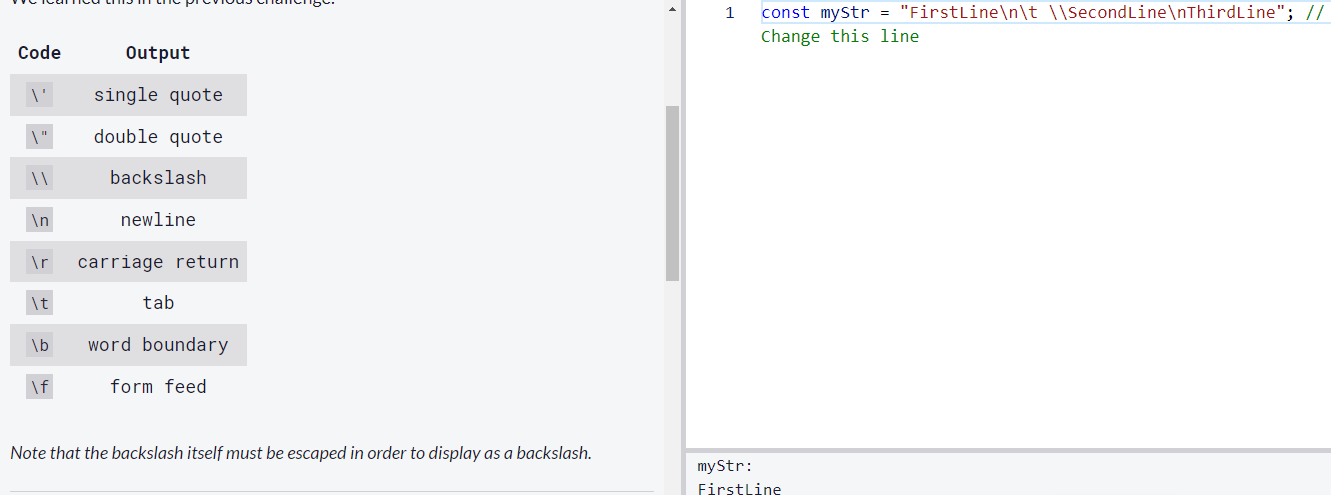 We learned this in the previous challenge.
Code Output
\' single quote
\" double quote
\\ backslash
\n newline
\r carriage return
\t tab
\b word boundary
\f form feed
Note that the backslash itself must be escaped in order to display as a backslash.
1 const myStr = "FirstLine\n\t \\SecondLine\nThirdLine"; //
Change this line
myStr:
FirstLine